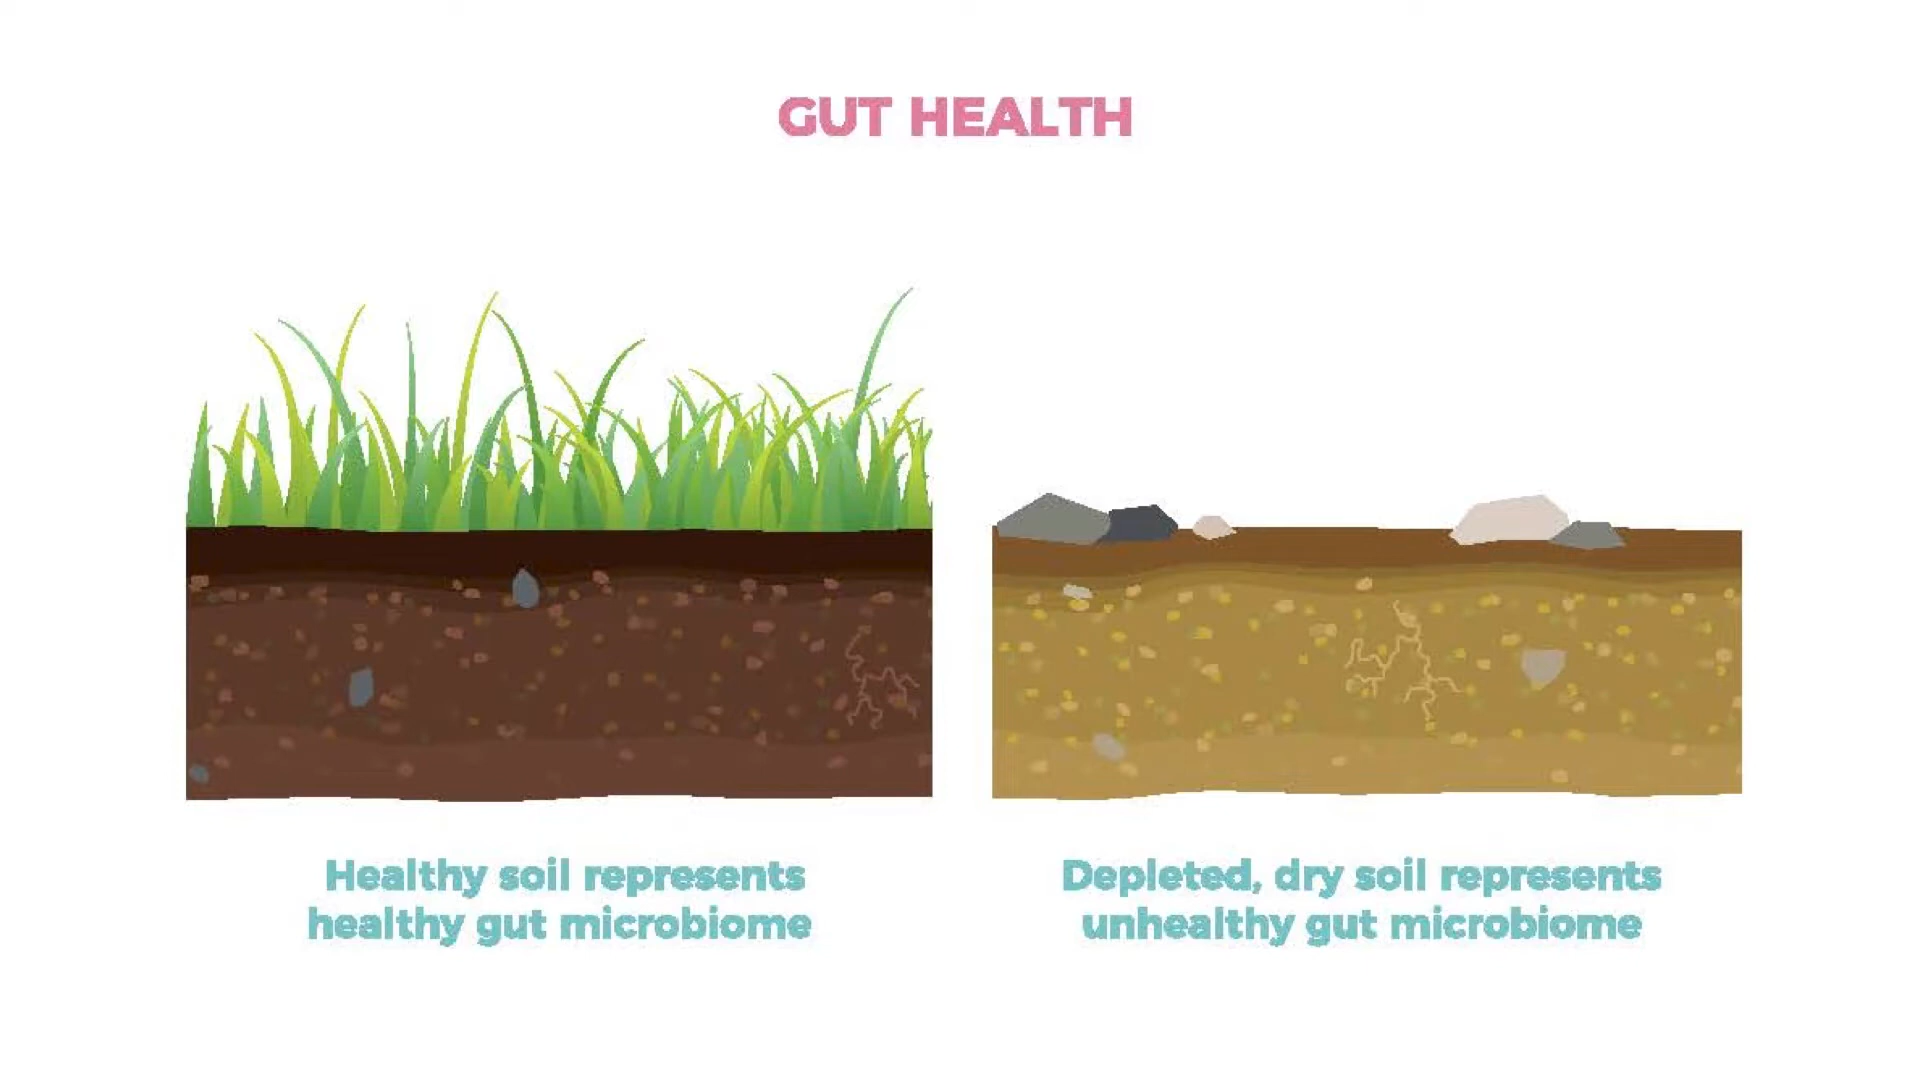 GUT HEALTH
Healthy soil represents
healthy gut microbiome
Depleted, dry soil represents
unhealthy gut microbiome